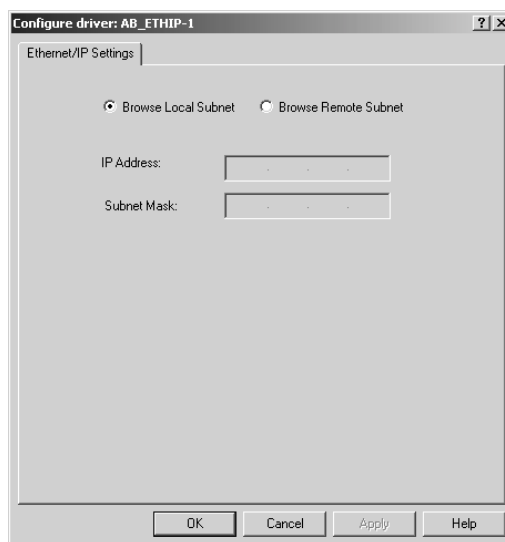 Configure driver: AB_ETHIP-1
Ethernet/IP Settings
Browse Local Subnet Browse Remote Subnet
IP Address:
Subnet Mask:
OK Cancel Apply Help